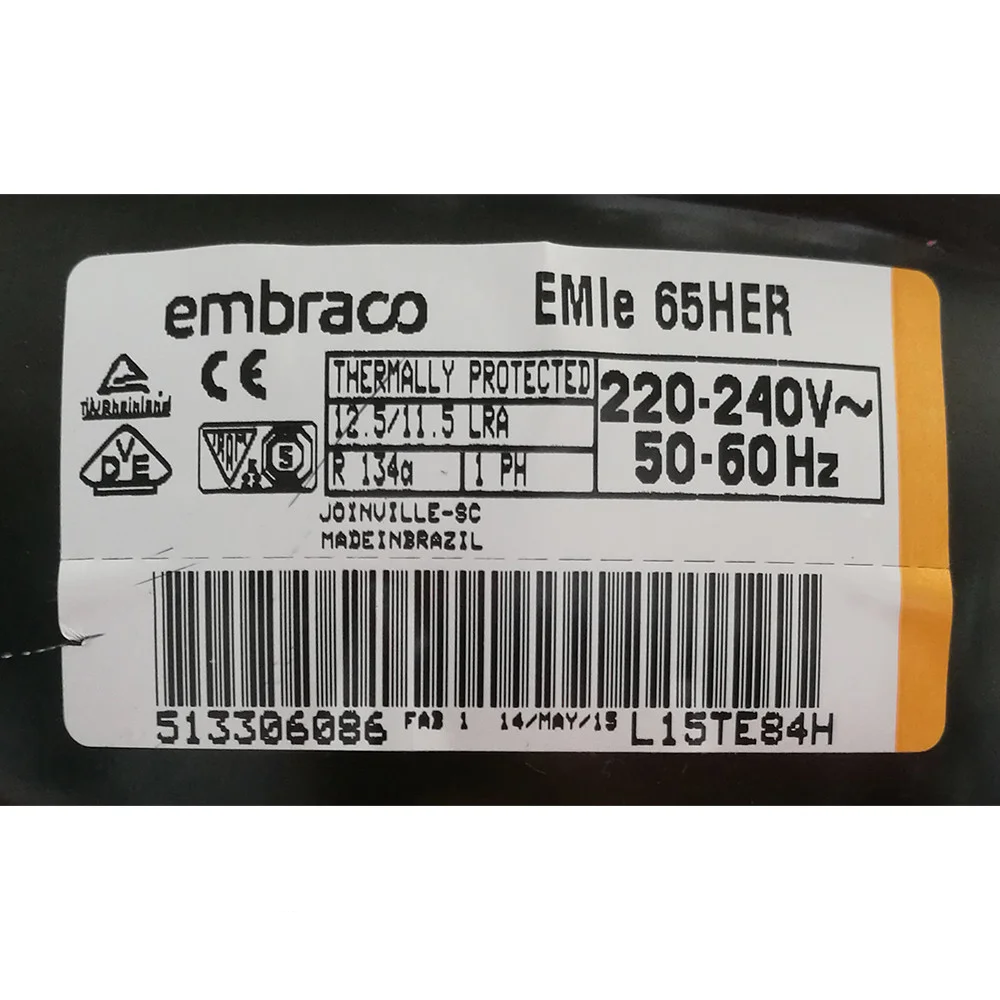 embraco EMIe 65HER
TÜVRheinland
CE
THERMALLY PROTECTED
12.5/11.5 LRA
R 134a 1 PH
220-240V~
50-60Hz
DVE
IRAM
S
JOINVILLE-SC
MADEINBRAZIL
513306086 FAB 1 14/MAY/15 L15TE84H